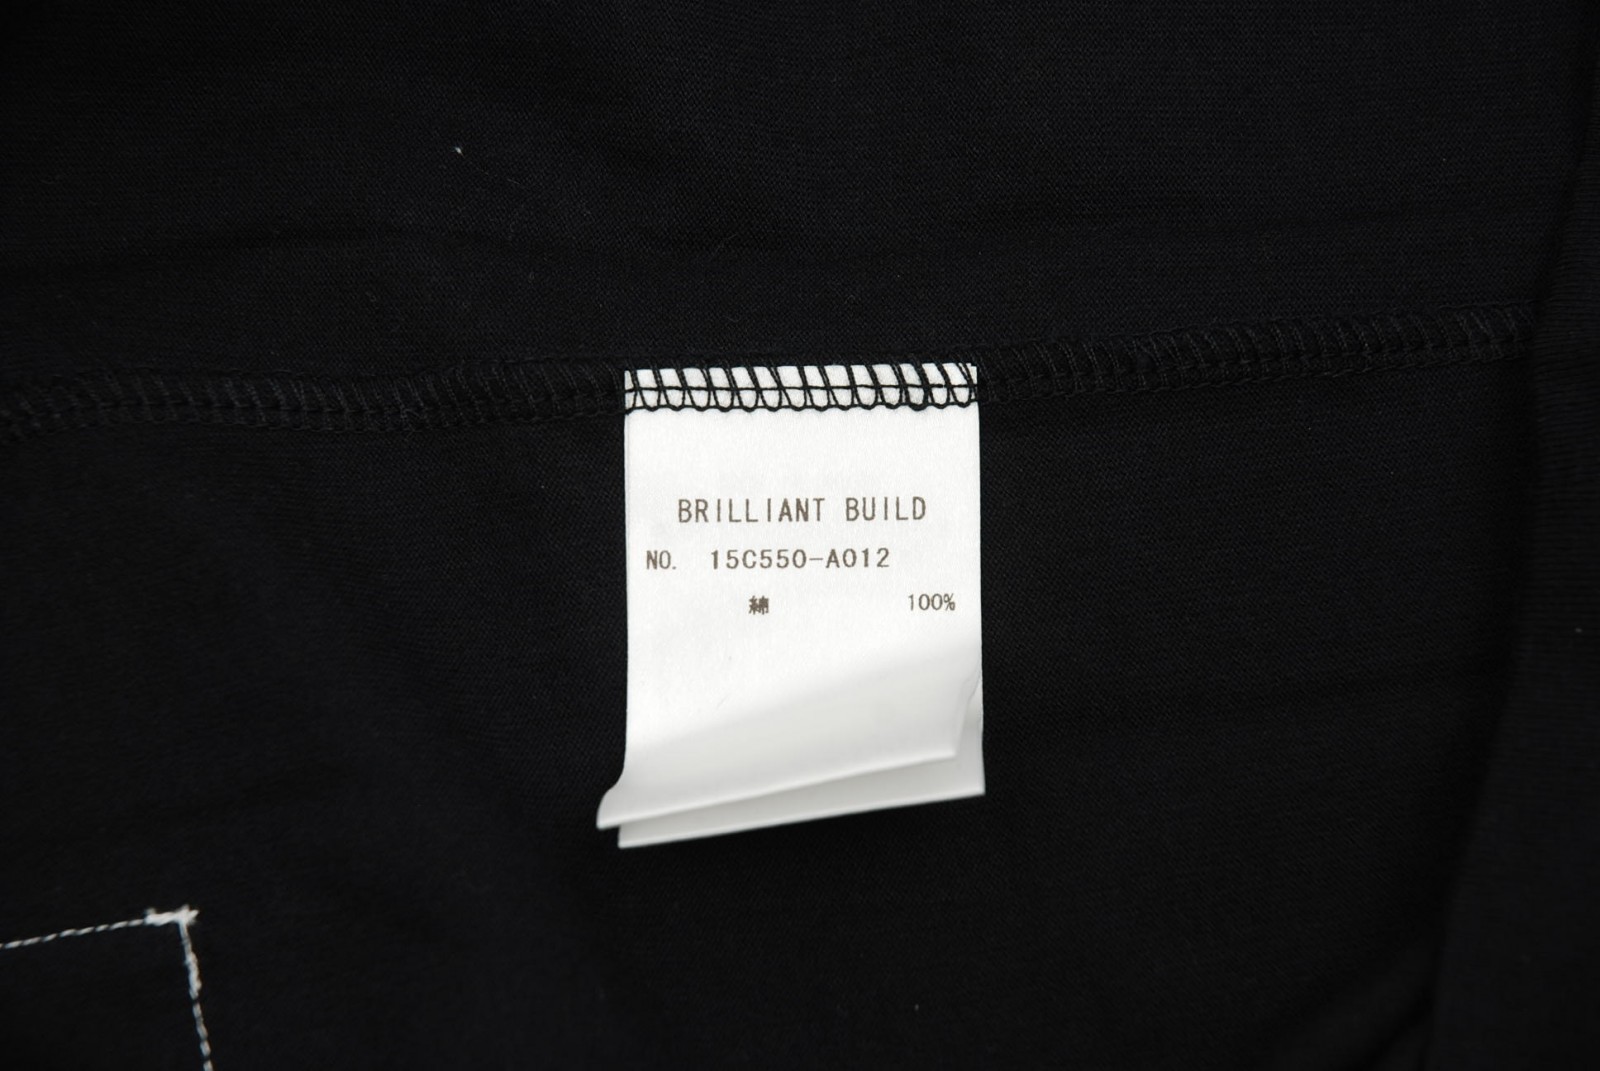 BRILLIANT BUILD
NO. 15C550-A012
綿 100%